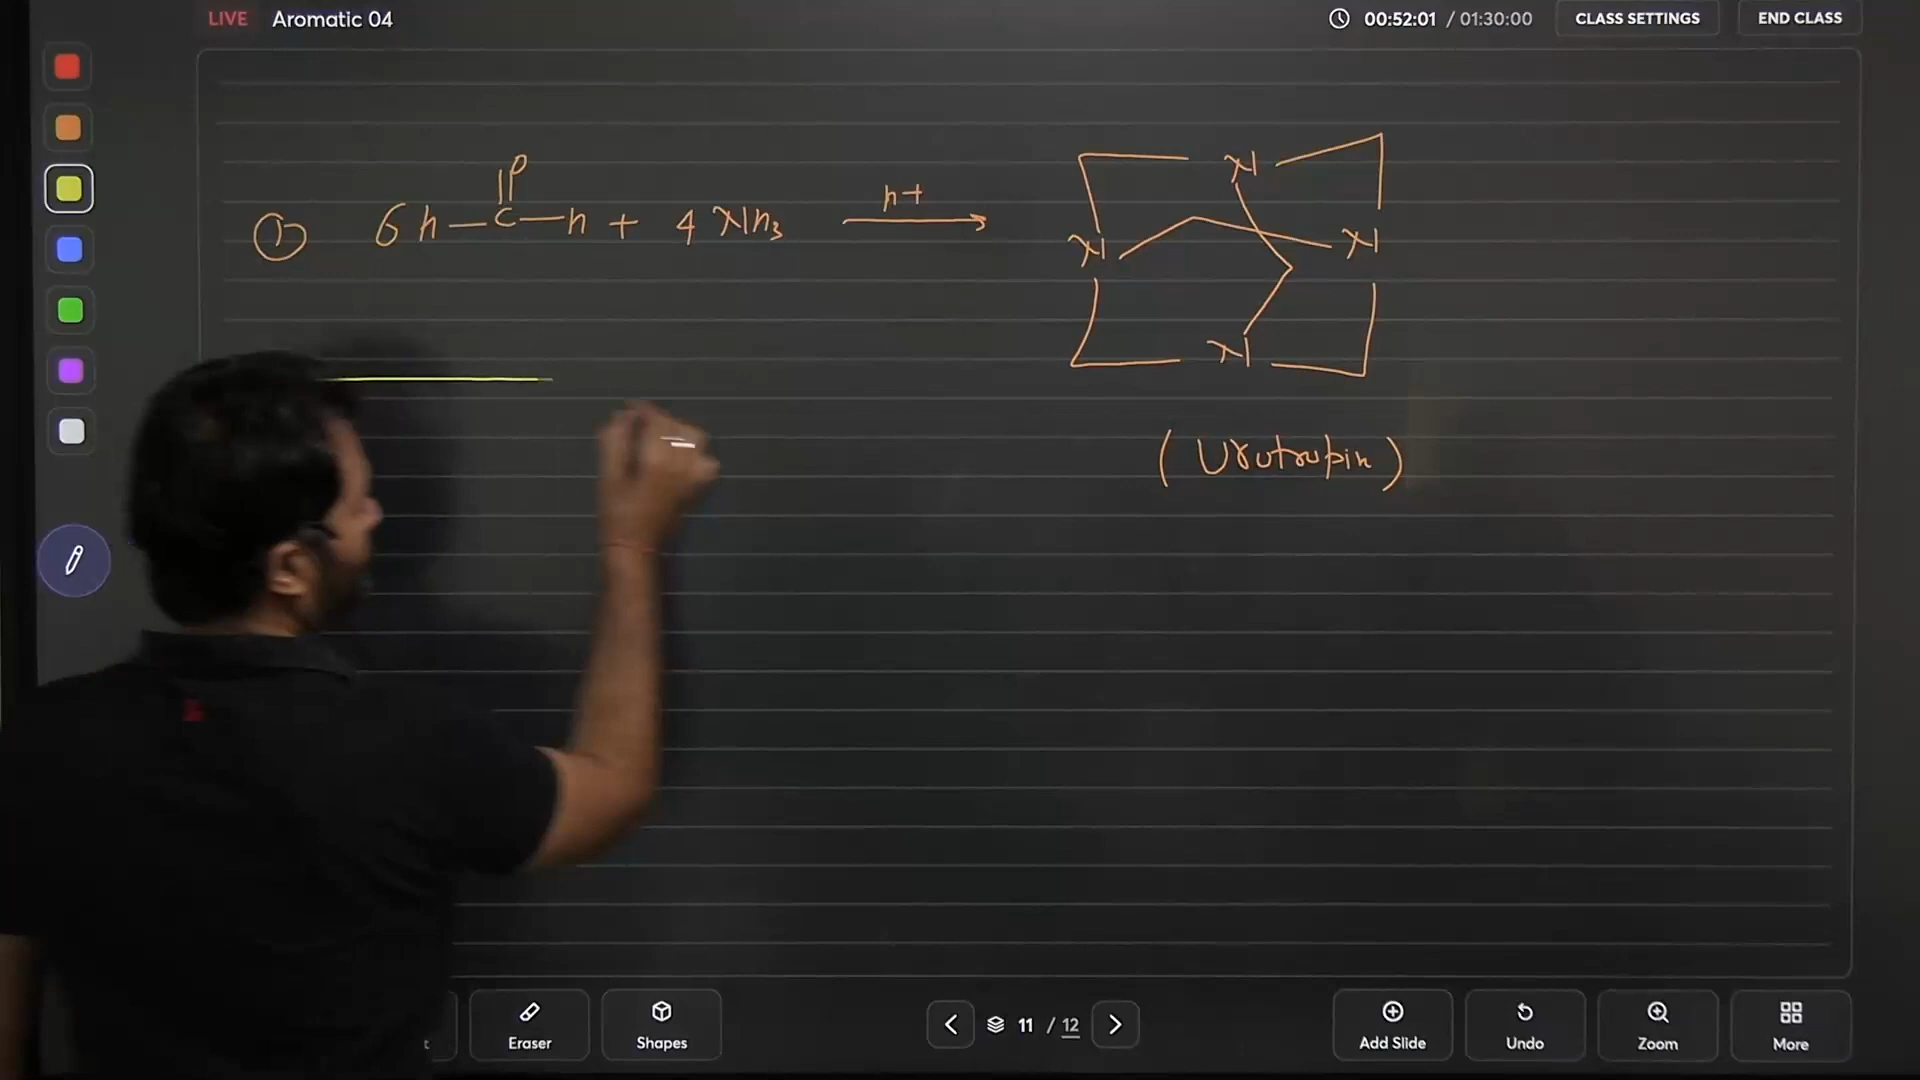 LIVE Aromatic 04 00:52:01 / 01:30:00 CLASS SETTINGS END CLASS
① 6 H–C(=O)–H + 4 NH₃ —H+→
N
N N
N
(Urotropin)
Eraser Shapes 11 / 12 Add Slide Undo Zoom More